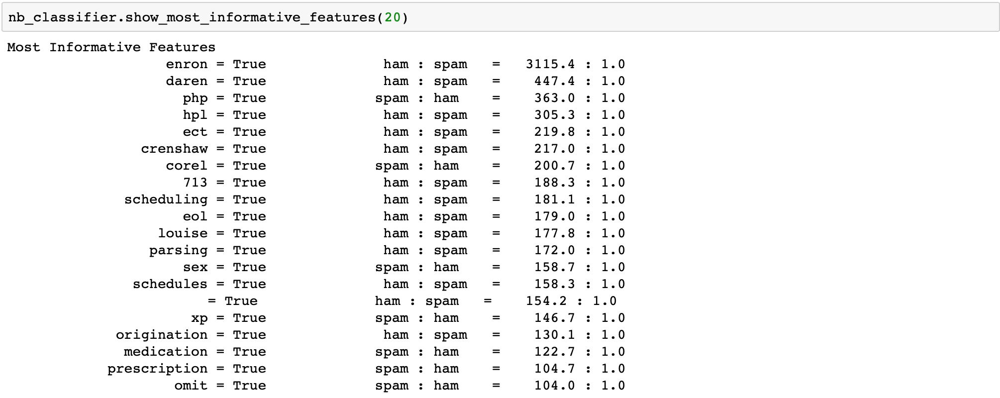 nb_classifier.show_most_informative_features(20)
Most Informative Features
enron = True ham : spam = 3115.4 : 1.0
daren = True ham : spam = 447.4 : 1.0
php = True spam : ham = 363.0 : 1.0
hpl = True ham : spam = 305.3 : 1.0
ect = True ham : spam = 219.8 : 1.0
crenshaw = True ham : spam = 217.0 : 1.0
corel = True spam : ham = 200.7 : 1.0
713 = True ham : spam = 188.3 : 1.0
scheduling = True ham : spam = 181.1 : 1.0
eol = True ham : spam = 179.0 : 1.0
louise = True ham : spam = 177.8 : 1.0
parsing = True ham : spam = 172.0 : 1.0
sex = True spam : ham = 158.7 : 1.0
schedules = True ham : spam = 158.3 : 1.0
= True ham : spam = 154.2 : 1.0
xp = True spam : ham = 146.7 : 1.0
origination = True ham : spam = 130.1 : 1.0
medication = True spam : ham = 122.7 : 1.0
prescription = True spam : ham = 104.7 : 1.0
omit = True spam : ham = 104.0 : 1.0